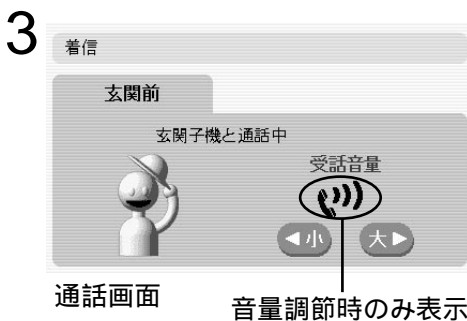 3
着信
玄関前
玄関子機と通話中
受話音量
◀小 大▶
通話画面
音量調節時のみ表示